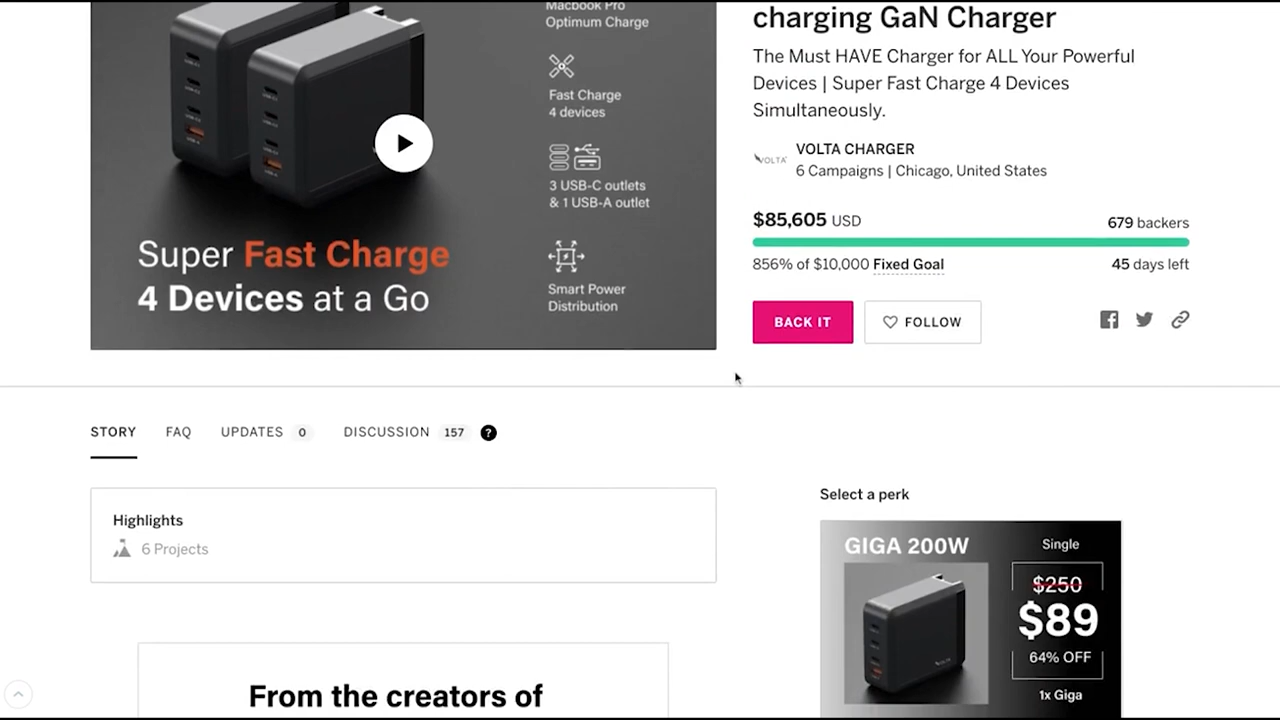 Macbook Pro
Optimum Charge
Fast Charge
4 devices
3 USB-C outlets
& 1 USB-A outlet
Smart Power
Distribution
Super Fast Charge
4 Devices at a Go
charging GaN Charger
The Must HAVE Charger for ALL Your Powerful
Devices | Super Fast Charge 4 Devices
Simultaneously.
VOLTA
VOLTA CHARGER
6 Campaigns | Chicago, United States
$85,605 USD
679 backers
856% of $10,000 Fixed Goal
45 days left
BACK IT
FOLLOW
STORY
FAQ
UPDATES 0
DISCUSSION 157 ?
Highlights
6 Projects
From the creators of
Select a perk
GIGA 200W
Single
$250
$89
64% OFF
1x Giga